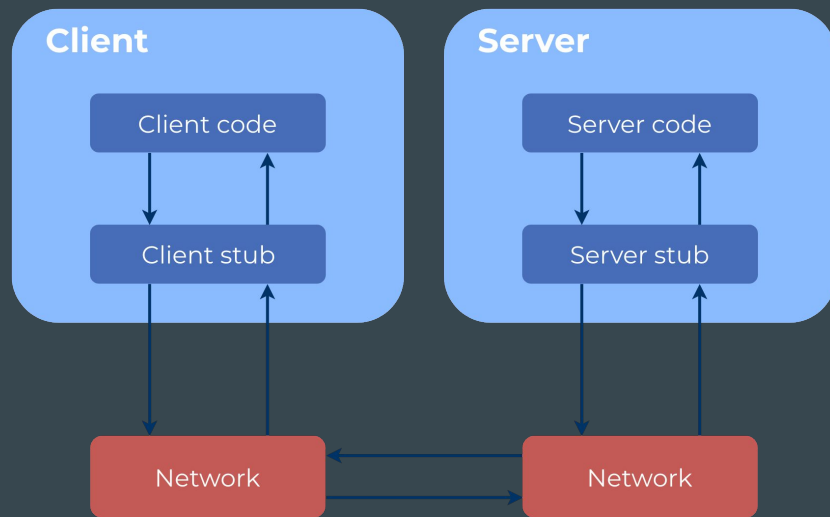 Client
Client code
Client stub
Network
Server
Server code
Server stub
Network